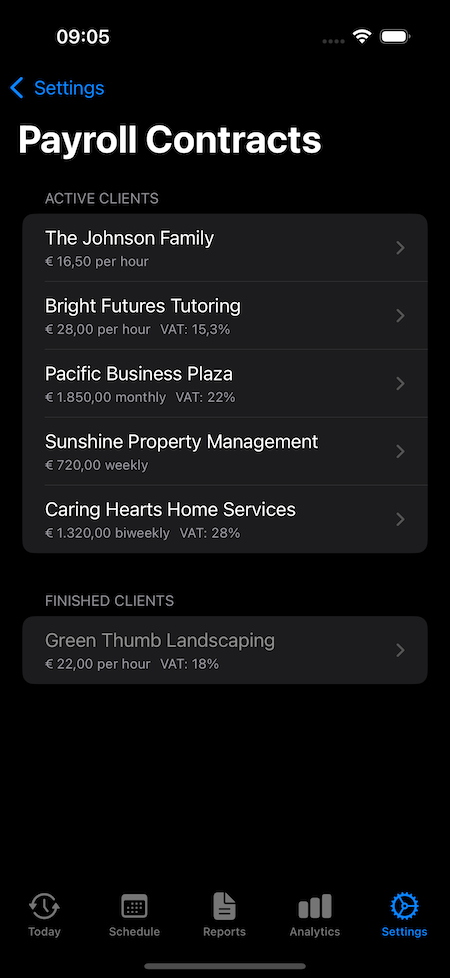 09:05
Settings
Payroll Contracts
ACTIVE CLIENTS
The Johnson Family
€ 16,50 per hour
Bright Futures Tutoring
€ 28,00 per hour VAT: 15,3%
Pacific Business Plaza
€ 1.850,00 monthly VAT: 22%
Sunshine Property Management
€ 720,00 weekly
Caring Hearts Home Services
€ 1.320,00 biweekly VAT: 28%
FINISHED CLIENTS
Green Thumb Landscaping
€ 22,00 per hour VAT: 18%
Today Schedule Reports Analytics Settings